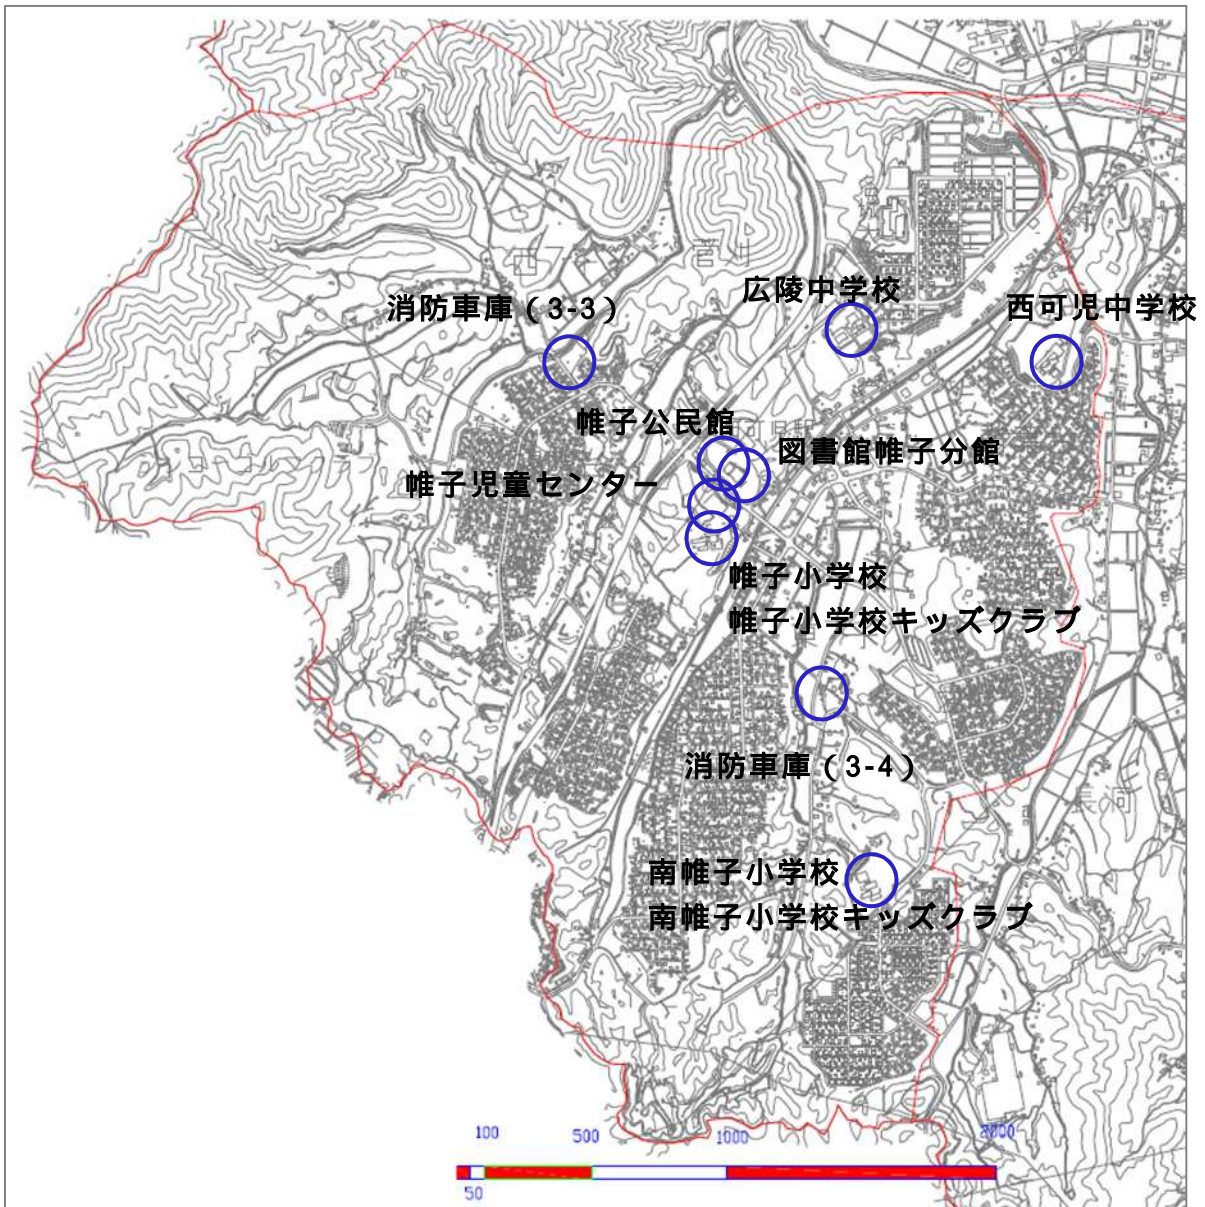 広陵中学校
西可児中学校
消防車庫（3-3）
帷子公民館
図書館帷子分館
帷子児童センター
帷子小学校
帷子小学校キッズクラブ
消防車庫（3-4）
南帷子小学校
南帷子小学校キッズクラブ
100 500 1000 2000
50